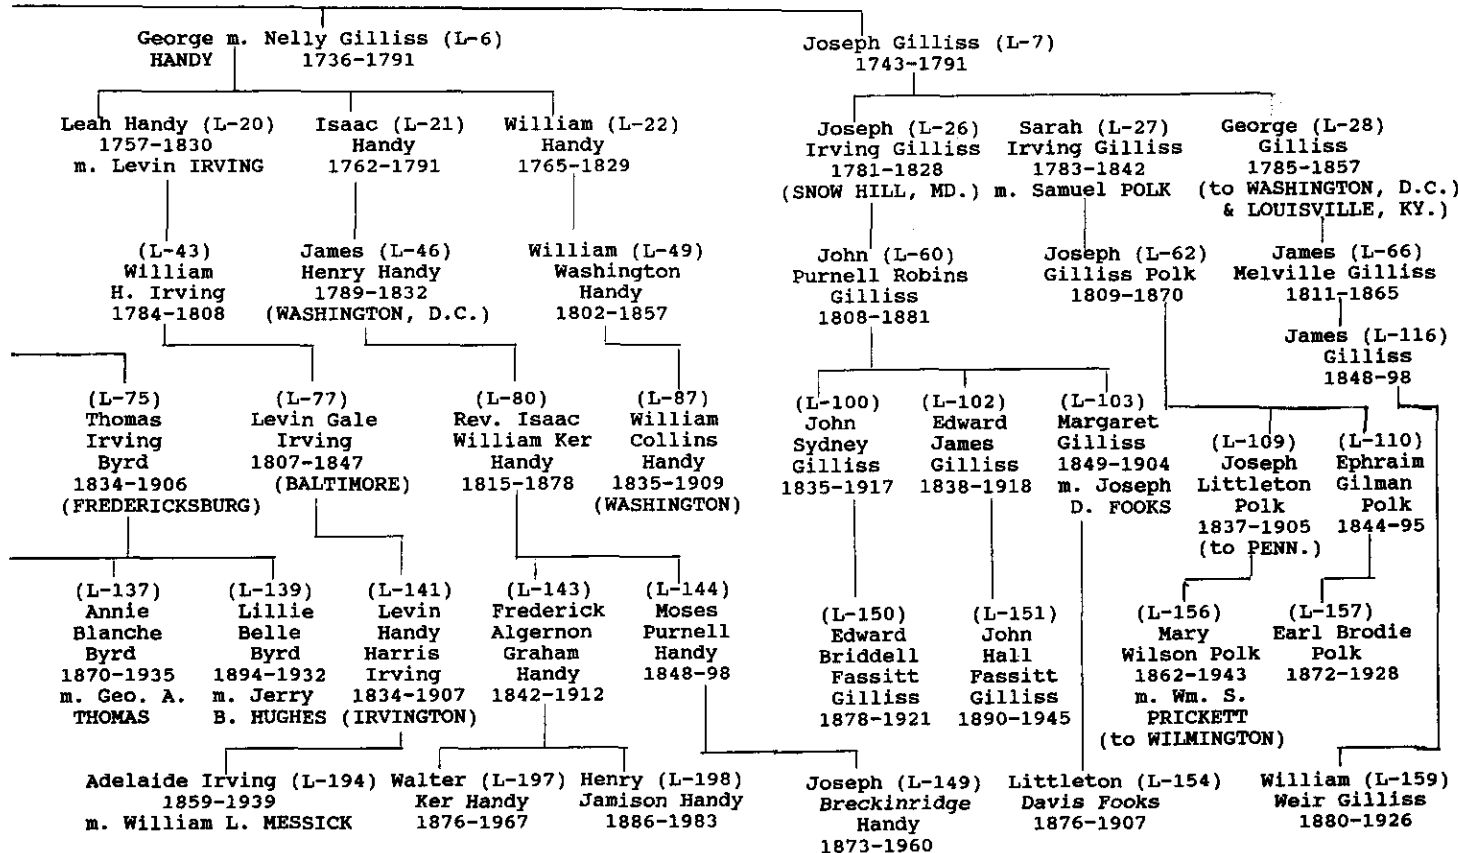 George m. Nelly Gilliss (L-6)
HANDY 1736-1791
Joseph Gilliss (L-7)
1743-1791
Leah Handy (L-20)
1757-1830
m. Levin IRVING
Isaac (L-21)
Handy
1762-1791
William (L-22)
Handy
1765-1829
Joseph (L-26)
Irving Gilliss
1781-1828
(SNOW HILL, MD.)
Sarah (L-27)
Irving Gilliss
1783-1842
m. Samuel POLK
George (L-28)
Gilliss
1785-1857
(to WASHINGTON, D.C.)
& LOUISVILLE, KY.)
(L-43)
William
H. Irving
1784-1808
James (L-46)
Henry Handy
1789-1832
(WASHINGTON, D.C.)
William (L-49)
Washington
Handy
1802-1857
John (L-60)
Purnell Robins
Gilliss
1808-1881
Joseph (L-62)
Gilliss Polk
1809-1870
James (L-66)
Melville Gilliss
1811-1865
James (L-116)
Gilliss
1848-98
(L-75)
Thomas
Irving
Byrd
1834-1906
(FREDERICKSBURG)
(L-77)
Levin Gale
Irving
1807-1847
(BALTIMORE)
(L-80)
Rev. Isaac
William Ker
Handy
1815-1878
(L-87)
William
Collins
Handy
1835-1909
(WASHINGTON)
(L-100)
John
Sydney
Gilliss
1835-1917
(L-102)
Edward
James
Gilliss
1838-1918
(L-103)
Margaret
Gilliss
1849-1904
m. Joseph
D. FOOKS
(L-109)
Joseph
Littleton
Polk
1837-1905
(to PENN.)
(L-110)
Ephraim
Gilman
Polk
1844-95
(L-137)
Annie
Blanche
Byrd
1870-1935
m. Geo. A.
THOMAS
(L-139)
Lillie
Belle
Byrd
1894-1932
m. Jerry
B. HUGHES
(L-141)
Levin
Handy
Harris
Irving
1834-1907
(IRVINGTON)
(L-143)
Frederick
Algernon
Graham
Handy
1842-1912
(L-144)
Moses
Purnell
Handy
1848-98
(L-150)
Edward
Briddell
Fassitt
Gilliss
1878-1921
(L-151)
John
Hall
Fassitt
Gilliss
1890-1945
(L-156)
Mary
Wilson Polk
1862-1943
m. Wm. S.
PRICKETT
(to WILMINGTON)
(L-157)
Earl Brodie
Polk
1872-1928
Adelaide Irving (L-194)
1859-1939
m. William L. MESSICK
Walter (L-197)
Ker Handy
1876-1967
Henry (L-198)
Jamison Handy
1886-1983
Joseph (L-149)
Breckinridge
Handy
1873-1960
Littleton (L-154)
Davis Fooks
1876-1907
William (L-159)
Weir Gilliss
1880-1926